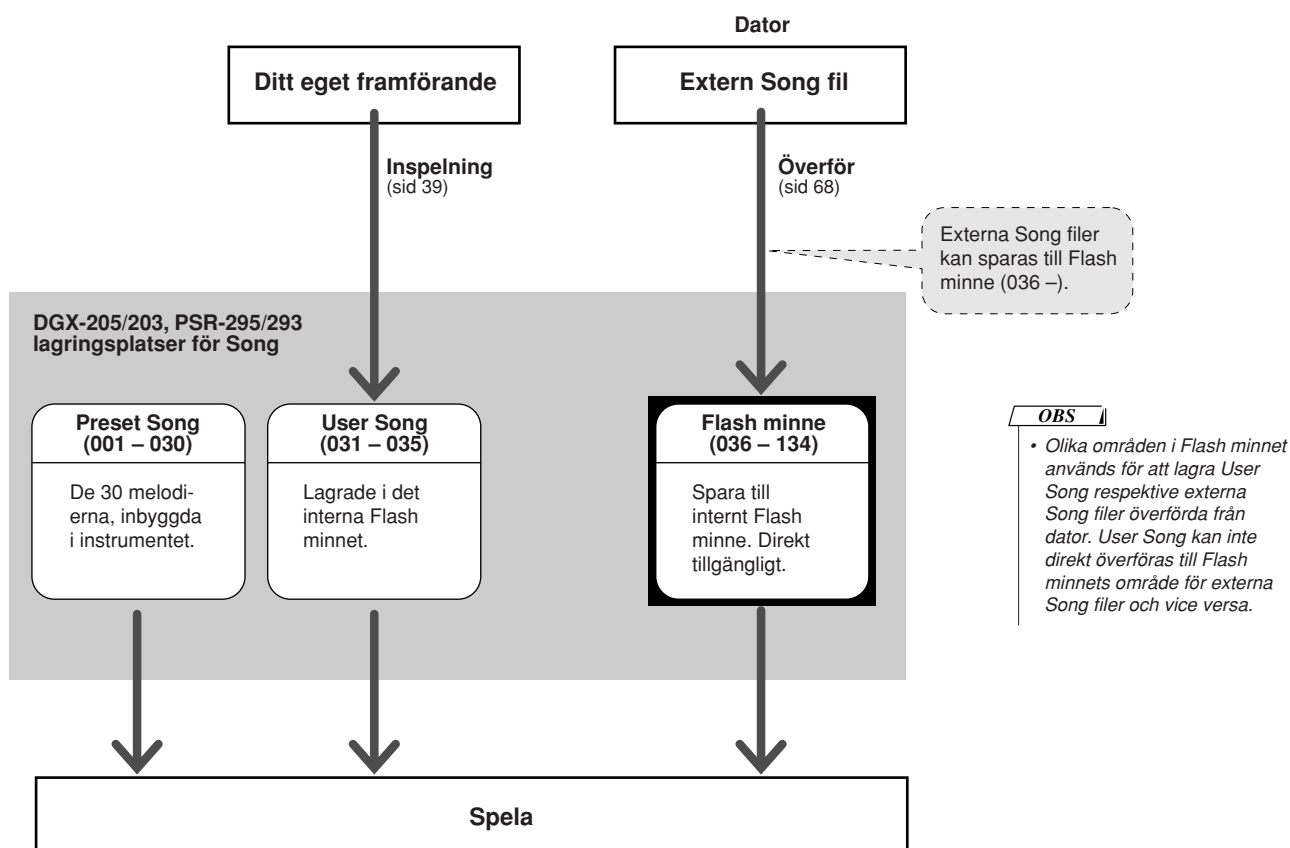 Dator
Ditt eget framförande
Extern Song fil
Inspelning
(sid 39)
Överför
(sid 68)
Externa Song filer
kan sparas till Flash
minne (036 –).
DGX-205/203, PSR-295/293
lagringsplatser för Song
Preset Song
(001 – 030)
De 30 melodi-
erna, inbyggda
i instrumentet.
User Song
(031 – 035)
Lagrade i det
interna Flash
minnet.
Flash minne
(036 – 134)
Spara till
internt Flash
minne. Direkt
tillgängligt.
OBS
• Olika områden i Flash minnet
används för att lagra User
Song respektive externa
Song filer överförda från
dator. User Song kan inte
direkt överföras till Flash
minnets område för externa
Song filer och vice versa.
Spela